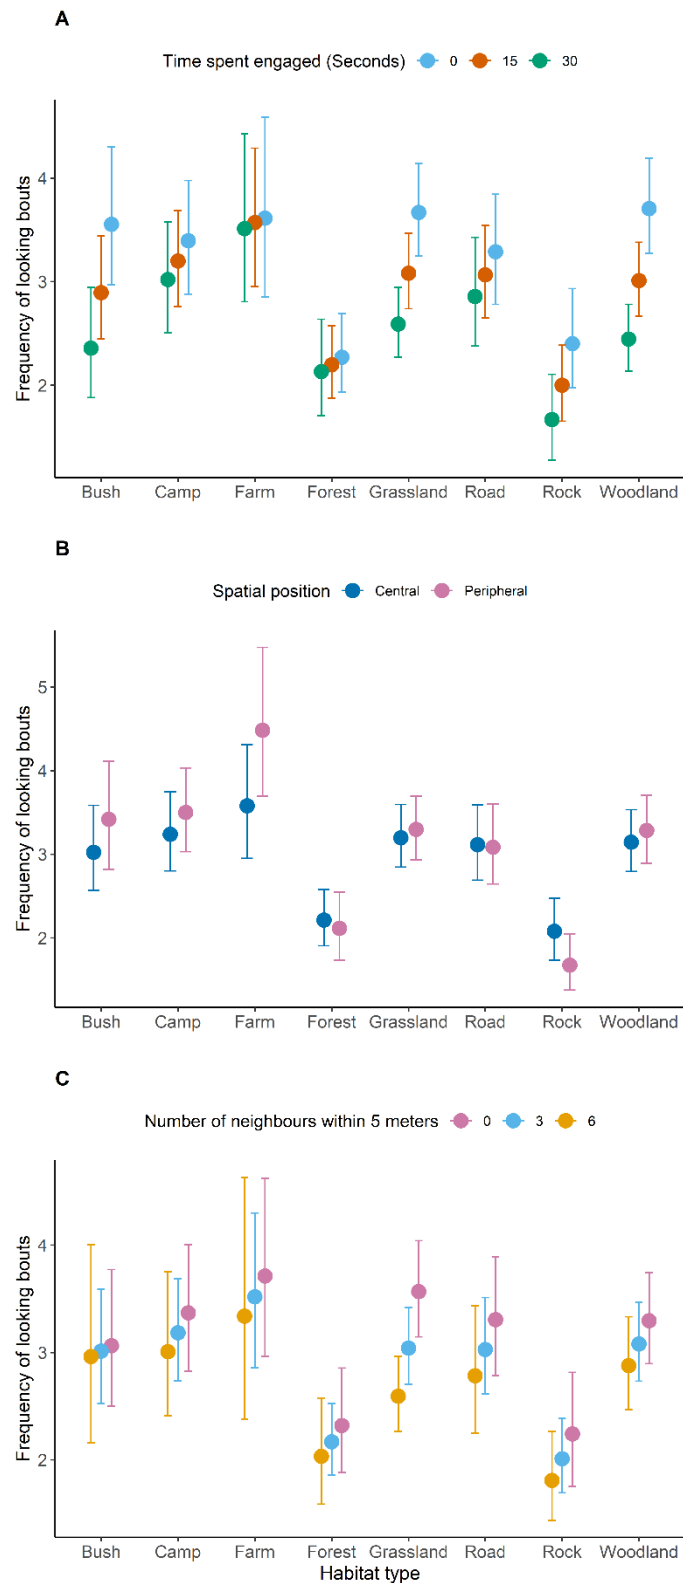 A
Time spent engaged (Seconds) 0 15 30
Frequency of looking bouts
4
3
2
Bush Camp Farm Forest Grassland Road Rock Woodland
B
Spatial position Central Peripheral
Frequency of looking bouts
5
4
3
2
Bush Camp Farm Forest Grassland Road Rock Woodland
C
Number of neighbours within 5 meters 0 3 6
Frequency of looking bouts
4
3
2
Bush Camp Farm Forest Grassland Road Rock Woodland
Habitat type